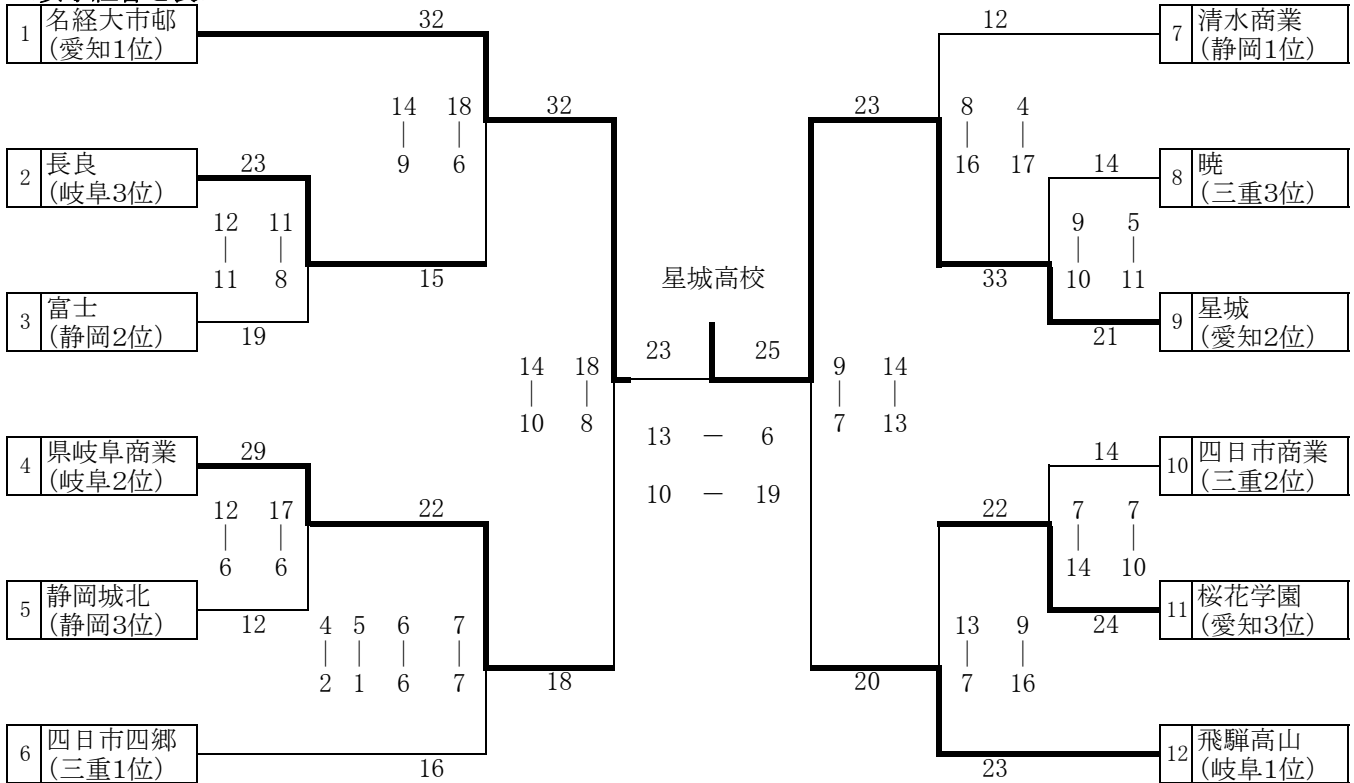 1 名経大市邨
(愛知1位)
32
14 18
| |
9 6
32
2 長良
(岐阜3位)
23
12 11
| |
11 8
15
3 富士
(静岡2位)
19
14 18
| |
10 8
4 県岐阜商業
(岐阜2位)
29
12 17
| |
6 6
22
5 静岡城北
(静岡3位)
12
4 5 6 7
| | | |
2 1 6 7
18
6 四日市四郷
(三重1位)
16
星城高校
23 25
13 － 6
10 － 19
12
7 清水商業
(静岡1位)
23
8 4
| |
16 17
14
8 暁
(三重3位)
9 5
| |
10 11
33
9 星城
(愛知2位)
21
9 14
| |
7 13
14
10 四日市商業
(三重2位)
22
7 7
| |
14 10
11 桜花学園
(愛知3位)
24
13 9
| |
7 16
20
12 飛騨高山
(岐阜1位)
23